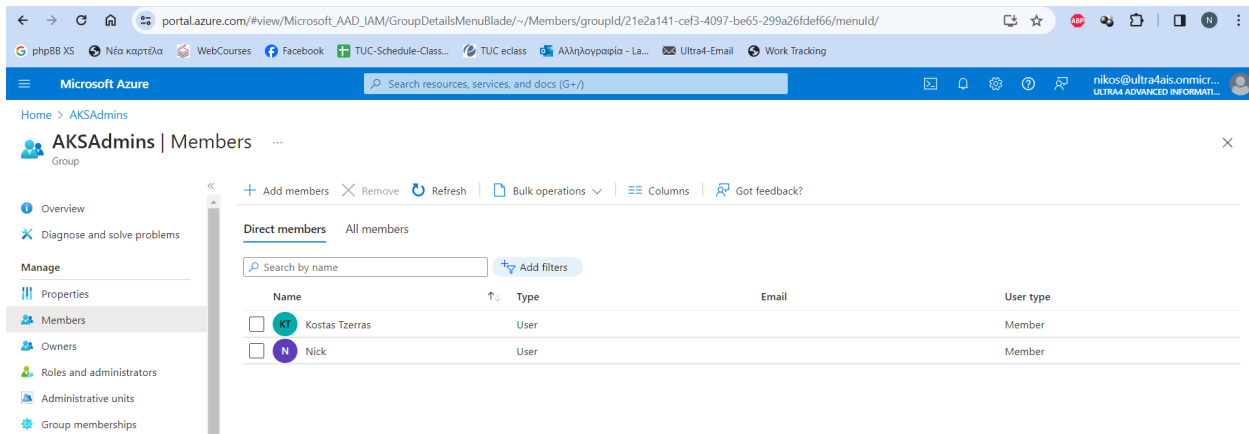 portal.azure.com/#view/Microsoft_AAD_IAM/GroupDetailsMenuBlade/~/Members/groupId/21e2a141-cef3-4097-be65-299a26fdef66/menuId/
ABP
N
G phpBB XS Νέα καρτέλα WebCourses Facebook TUC-Schedule-Class... TUC eclass Αλληλογραφία - La... Ultra4-Email Work Tracking
Microsoft Azure
Search resources, services, and docs (G+/)
nikos@ultra4ais.onmicr...
ULTRA4 ADVANCED INFORMATI...
Home > AKSAdmins
AKSAdmins | Members ...
Group
Add members Remove Refresh Bulk operations Columns Got feedback?
Overview
Diagnose and solve problems
Manage
Properties
Members
Owners
Roles and administrators
Administrative units
Group memberships
Direct members All members
Search by name Add filters
Name Type Email User type
KT Kostas Tzerras User Member
N Nick User Member